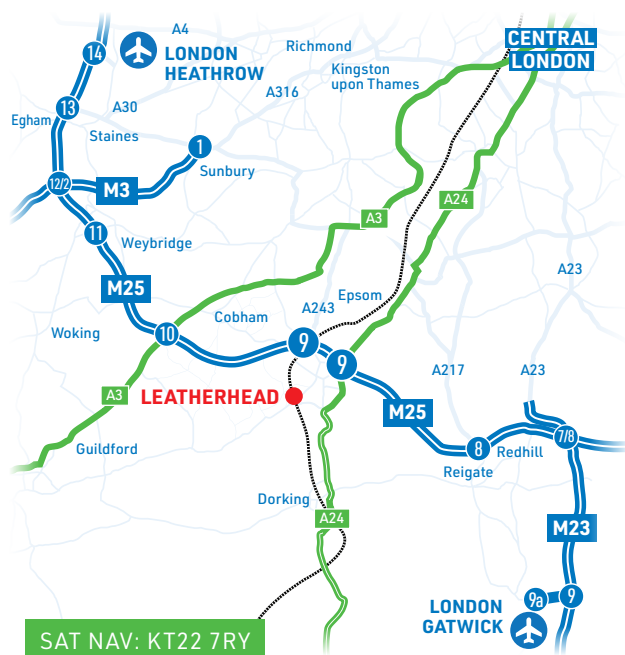 A4
14
LONDON
HEATHROW
Richmond
CENTRAL
LONDON
Kingston
upon Thames
A316
13
A30
Egham
Staines
1
Sunbury
12/2
M3
A24
A3
11
Weybridge
A23
M25
A243
Epsom
Cobham
Woking
10
9
9
A217
A23
A3
LEATHERHEAD
M25
Guildford
8
Redhill
7/8
Reigate
Dorking
A24
M23
9a
9
LONDON
GATWICK
SAT NAV: KT22 7RY